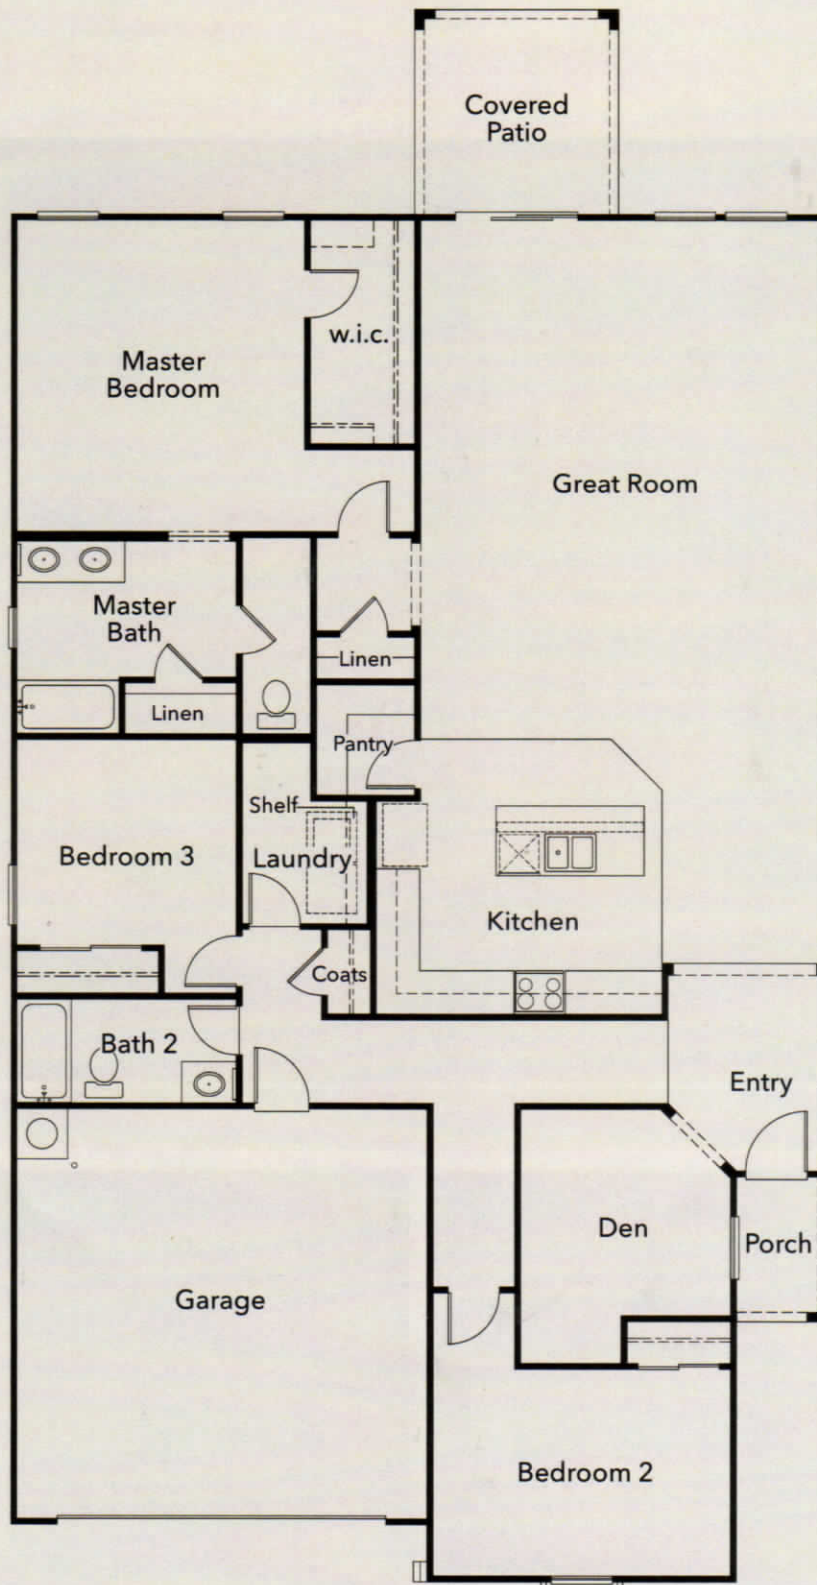 Covered
Patio
w.i.c.
Master
Bedroom
Great Room
Master
Bath
Linen
Linen
Pantry
Shelf
Bedroom 3
Laundry
Kitchen
Coats
Bath 2
Entry
Den
Porch
Garage
Bedroom 2